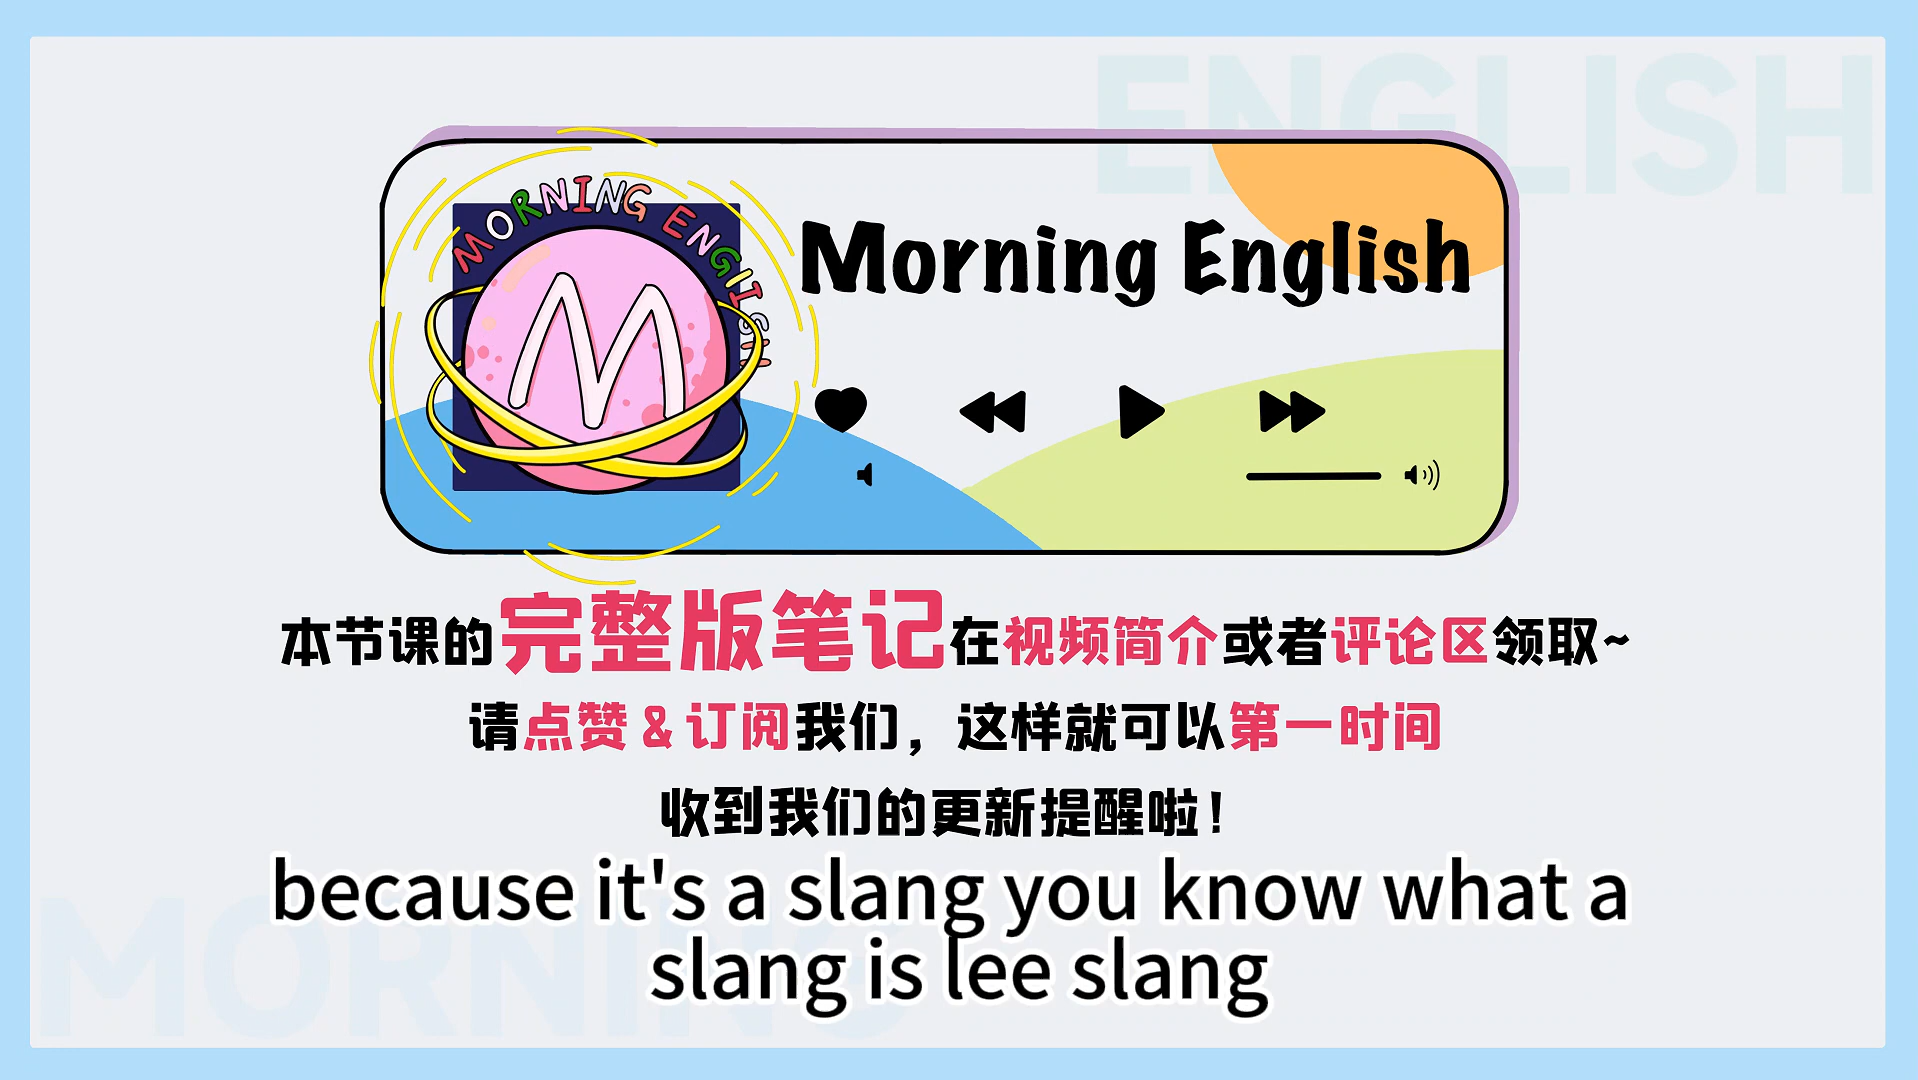 ENGLISH
MORNING ENGLISH
M
Morning English
本节课的完整版笔记在视频简介或者评论区领取~
请点赞&订阅我们，这样就可以第一时间
收到我们的更新提醒啦！
because it's a slang you know what a
slang is lee slang
MORNING